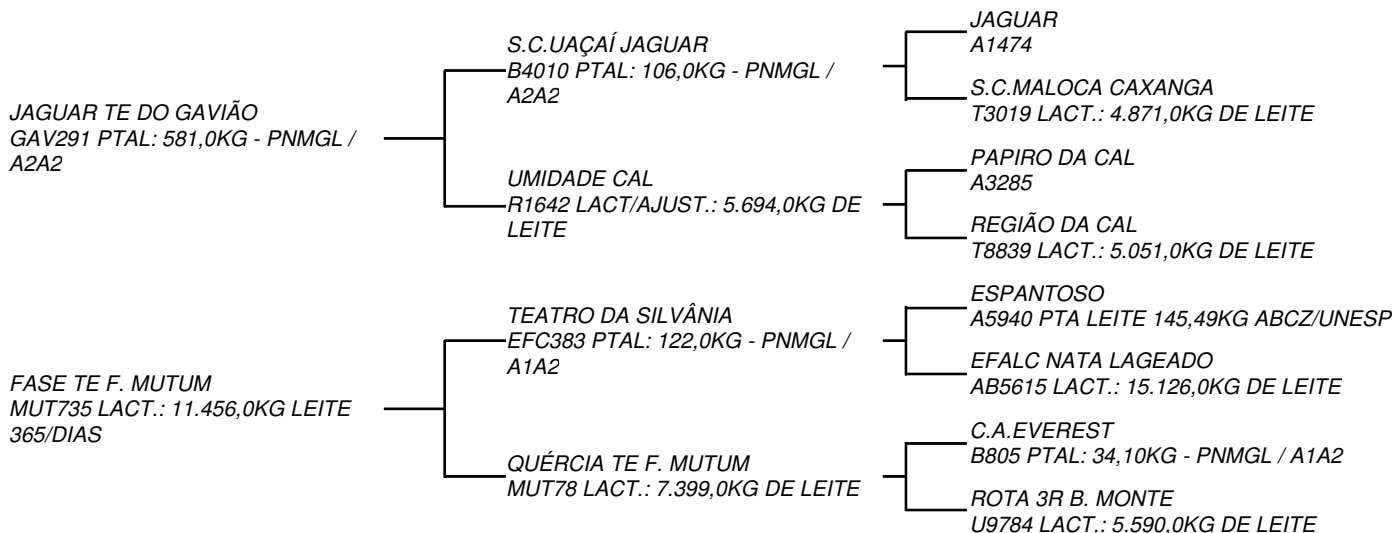 JAGUAR TE DO GAVIÃO
GAV291 PTAL: 581,0KG - PNMGL /
A2A2
S.C.UAÇAÍ JAGUAR
B4010 PTAL: 106,0KG - PNMGL /
A2A2
JAGUAR
A1474
S.C.MALOCA CAXANGA
T3019 LACT.: 4.871,0KG DE LEITE
UMIDADE CAL
R1642 LACT/AJUST.: 5.694,0KG DE
LEITE
PAPIRO DA CAL
A3285
REGIÃO DA CAL
T8839 LACT.: 5.051,0KG DE LEITE
FASE TE F. MUTUM
MUT735 LACT.: 11.456,0KG LEITE
365/DIAS
TEATRO DA SILVÂNIA
EFC383 PTAL: 122,0KG - PNMGL /
A1A2
ESPANTOSO
A5940 PTA LEITE 145,49KG ABCZ/UNESP
EFALC NATA LAGEADO
AB5615 LACT.: 15.126,0KG DE LEITE
QUÉRCIA TE F. MUTUM
MUT78 LACT.: 7.399,0KG DE LEITE
C.A.EVEREST
B805 PTAL: 34,10KG - PNMGL / A1A2
ROTA 3R B. MONTE
U9784 LACT.: 5.590,0KG DE LEITE